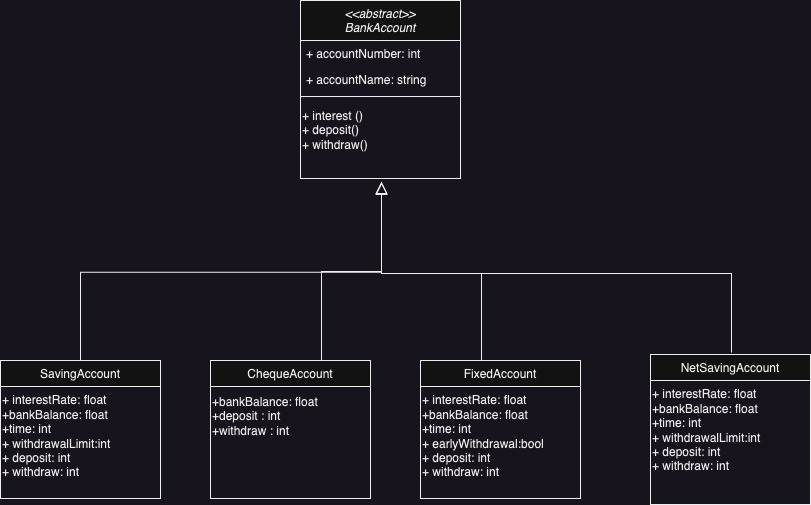 <<abstract>>
BankAccount
+ accountNumber: int
+ accountName: string
+ interest ()
+ deposit()
+ withdraw()
SavingAccount
+ interestRate: float
+bankBalance: float
+time: int
+ withdrawalLimit:int
+ deposit: int
+ withdraw: int
ChequeAccount
+bankBalance: float
+deposit : int
+withdraw : int
FixedAccount
+ interestRate: float
+bankBalance: float
+time: int
+ earlyWithdrawal:bool
+ deposit: int
+ withdraw: int
NetSavingAccount
+ interestRate: float
+bankBalance: float
+time: int
+ withdrawalLimit:int
+ deposit: int
+ withdraw: int